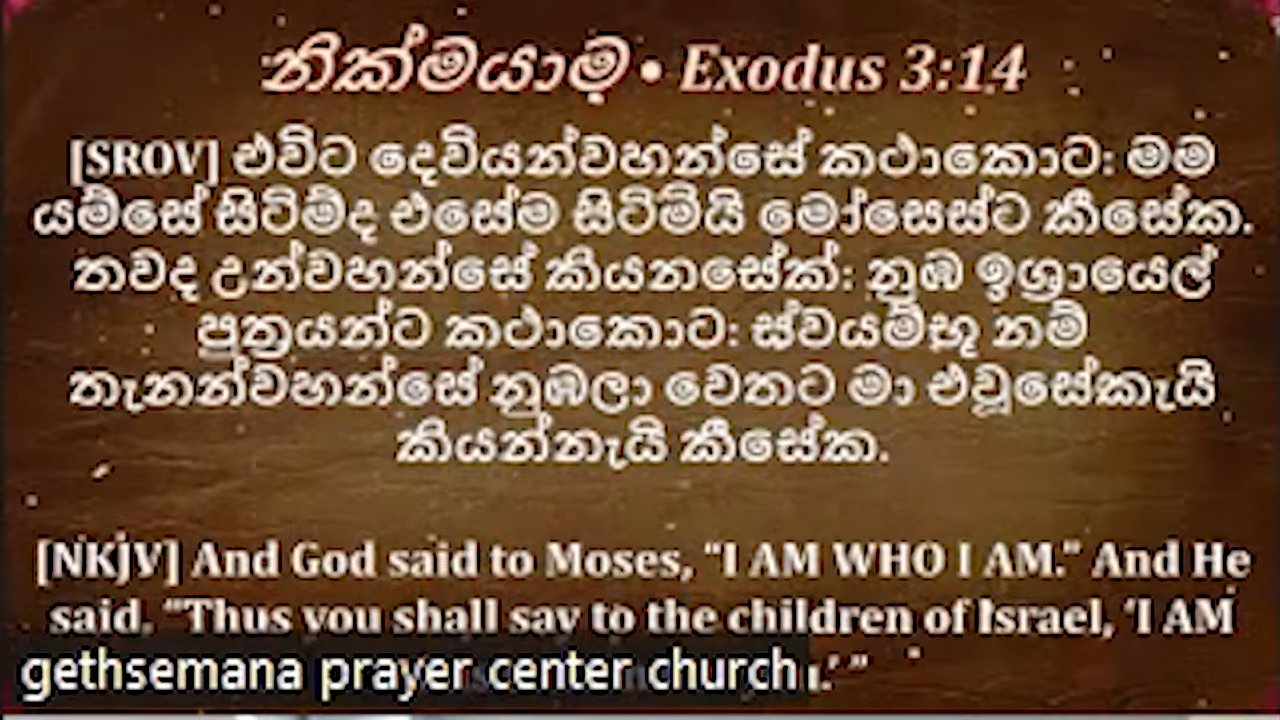 නික්මයාම • Exodus 3:14
[SROV] එවිට දෙවියන්වහන්සේ කථාකොට: මම
යම්සේ සිටිම්ද එසේම සිටිමියි මෝසෙස්ට කීසේක.
තවද උන්වහන්සේ කියනසේක්: නුඹ ඉශ්‍රායෙල්
පුත්‍රයන්ට කථාකොට: ස්වයම්භූ නම්
තැනන්වහන්සේ නුඹලා වෙතට මා එවූසේකැයි
කියන්නැයි කීසේක.
[NKJV] And God said to Moses, “I AM WHO I AM.” And He
said, “Thus you shall say to the children of Israel, ‘I AM
gethsemana prayer center church